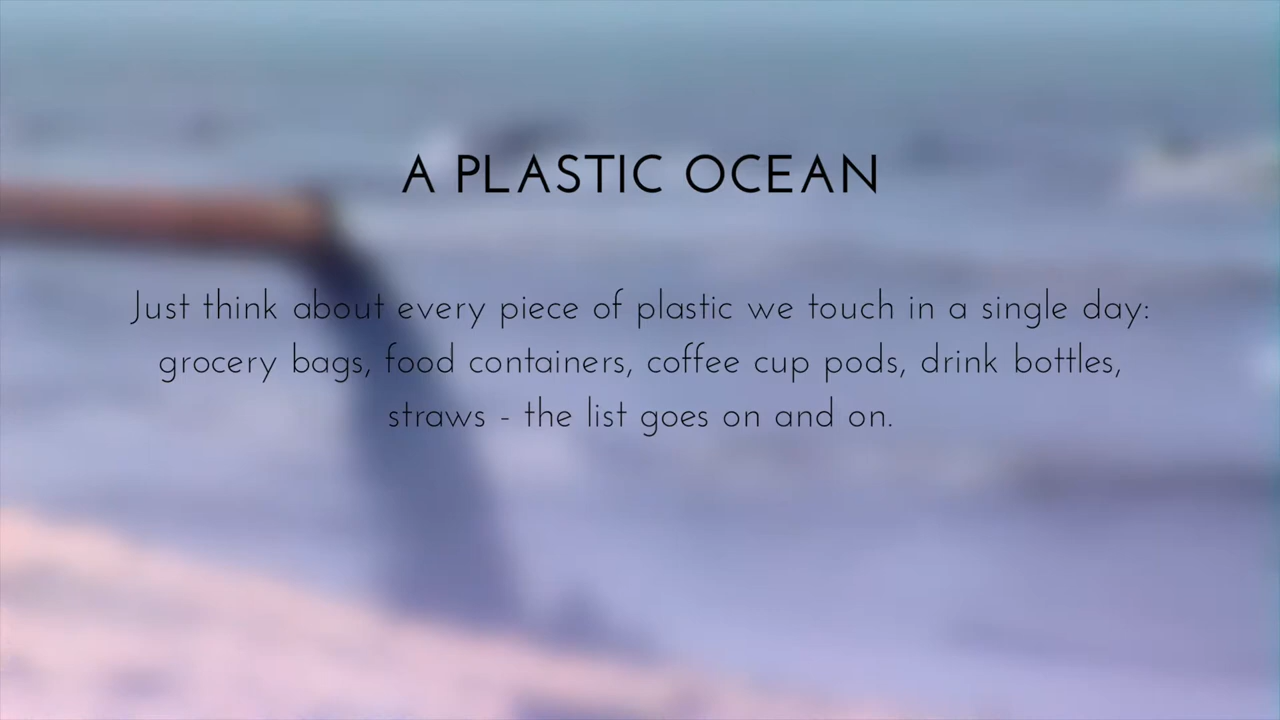 A PLASTIC OCEAN
Just think about every piece of plastic we touch in a single day:
grocery bags, food containers, coffee cup pods, drink bottles,
straws - the list goes on and on.